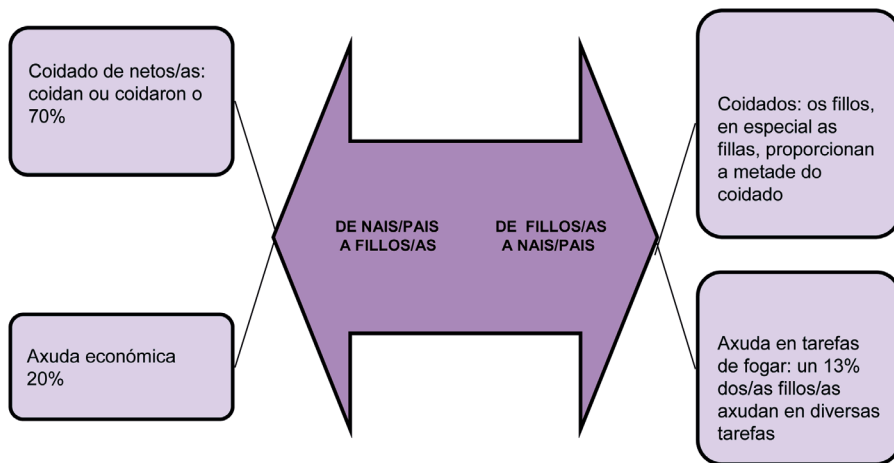 Coidado de netos/as:
coidan ou coidaron o
70%
Axuda económica
20%
DE NAIS/PAIS
A FILLOS/AS
DE FILLOS/AS
A NAIS/PAIS
Coidados: os fillos,
en especial as
fillas, proporcionan
a metade do
coidado
Axuda en tarefas
de fogar: un 13%
dos/as fillos/as
axudan en diversas
tarefas